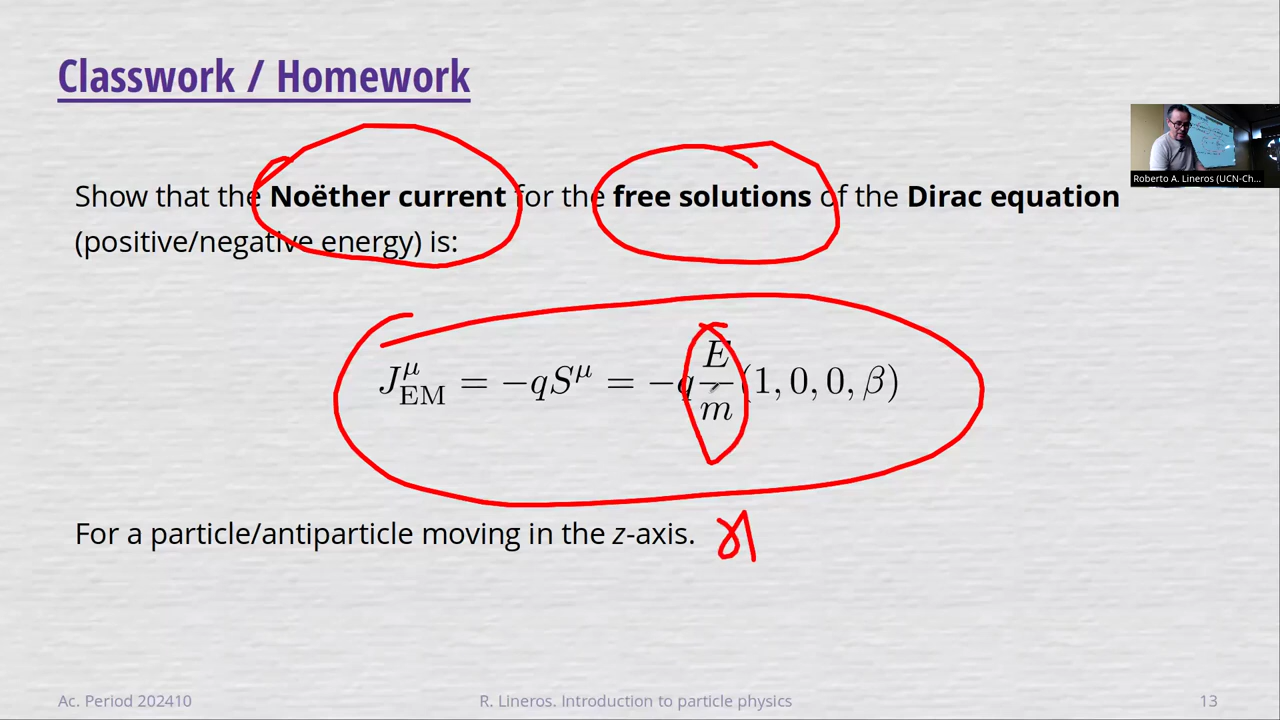 Classwork / Homework
Show that the Noëther current for the free solutions of the Dirac equation
(positive/negative energy) is:
J^μ_EM = −qS^μ = −q E/m (1, 0, 0, β)
For a particle/antiparticle moving in the z-axis. γ
Roberto A. Lineros (UCN-Ch...
Ac. Period 202410 R. Lineros. Introduction to particle physics 13